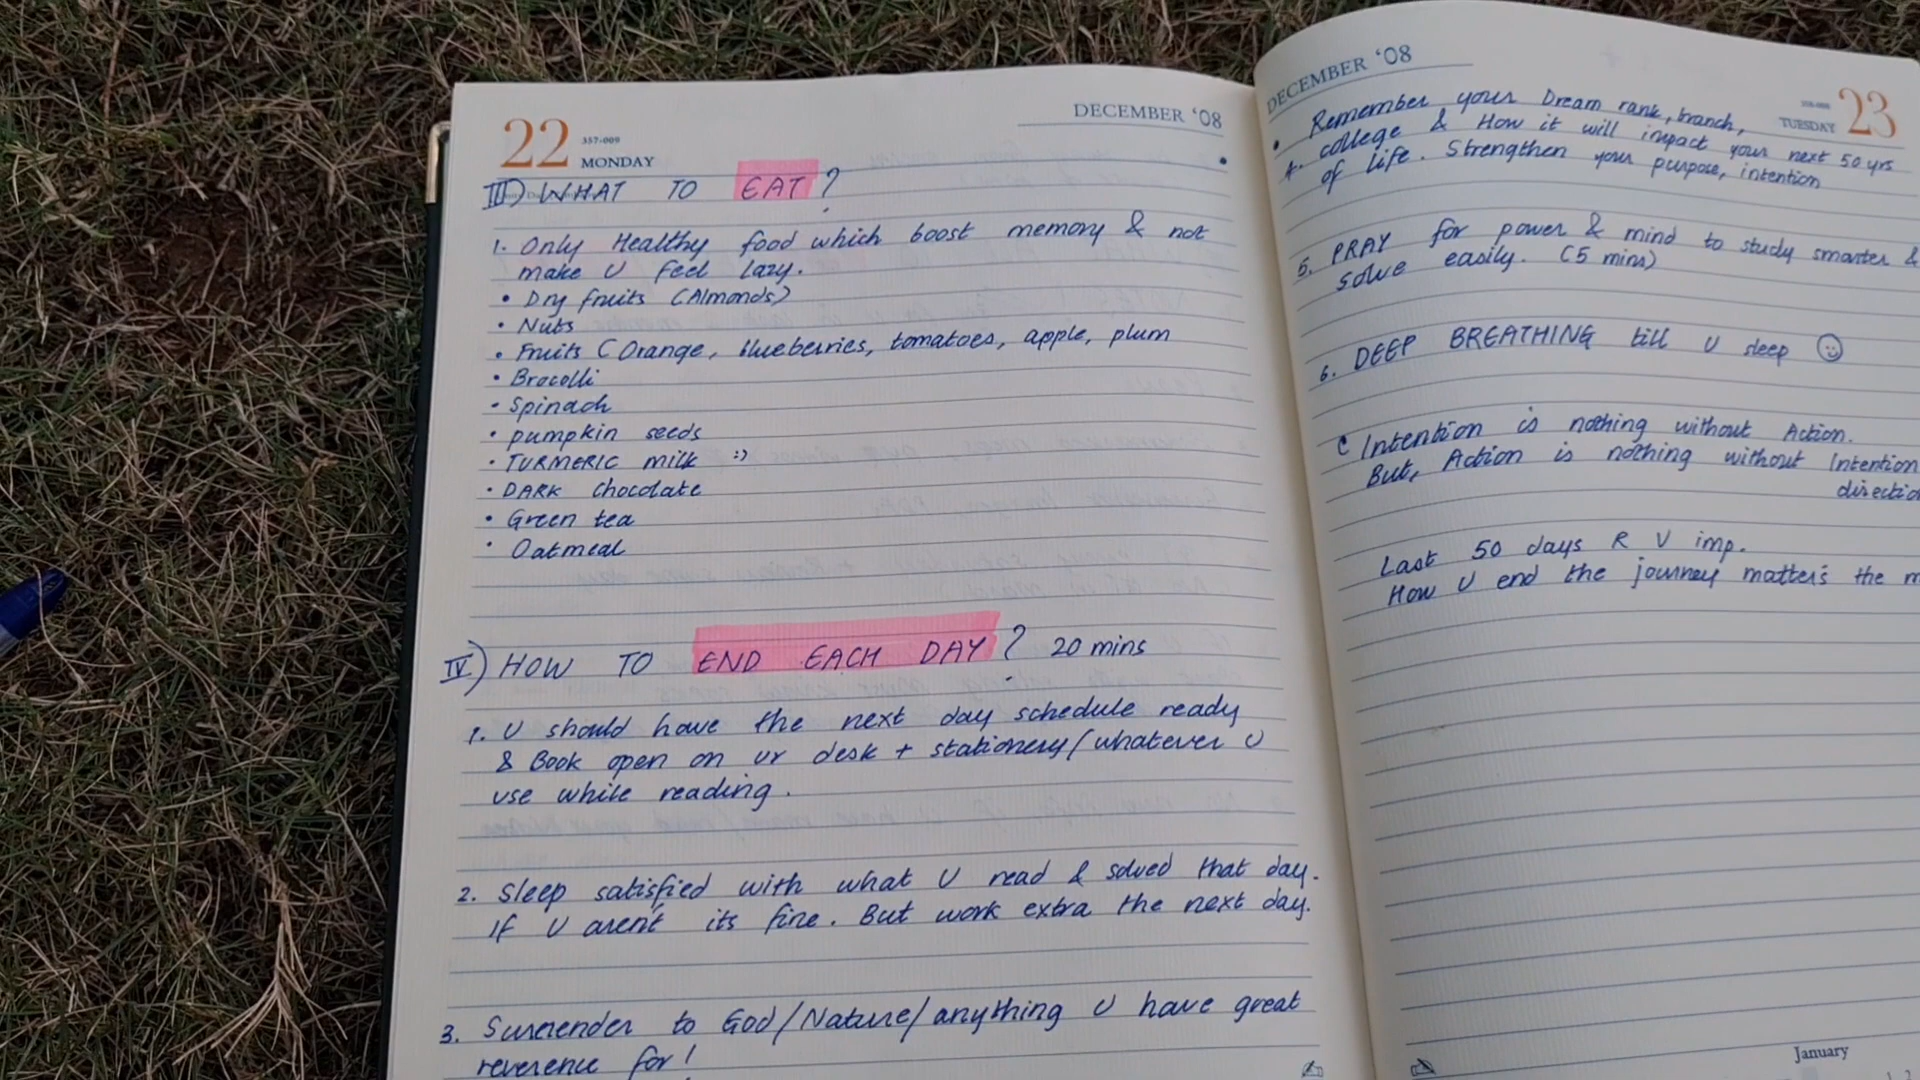 22
357-009
MONDAY
DECEMBER '08
III) WHAT TO EAT?
1. Only Healthy food which boost memory & not
make U feel lazy.
• Dry fruits (Almonds)
• Nuts
• Fruits ( Orange, blueberries, tomatoes, apple, plum
• Brocolli
• Spinach
• pumpkin seeds
• TURMERIC milk :)
• DARK chocolate
• Green tea
• Oatmeal
IV) HOW TO END EACH DAY? 20 mins
1. U should have the next day schedule ready
& Book open on ur desk + stationery/whatever U
use while reading.
2. Sleep satisfied with what U read & solved that day.
If U aren't its fine. But work extra the next day.
3. Surrender to God/Nature/anything U have great
reverence for!
DECEMBER '08
TUESDAY
23
• Remember your Dream rank, branch,
4. college & How it will impact your next 50 yrs
of life. Strengthen your purpose, intention
5. PRAY for power & mind to study smarter &
solve easily. (5 mins)
6. DEEP BREATHING till U sleep
Intention is nothing without Action.
But, Action is nothing without Intention
Last 50 days R V imp.
How U end the journey matter's the
January